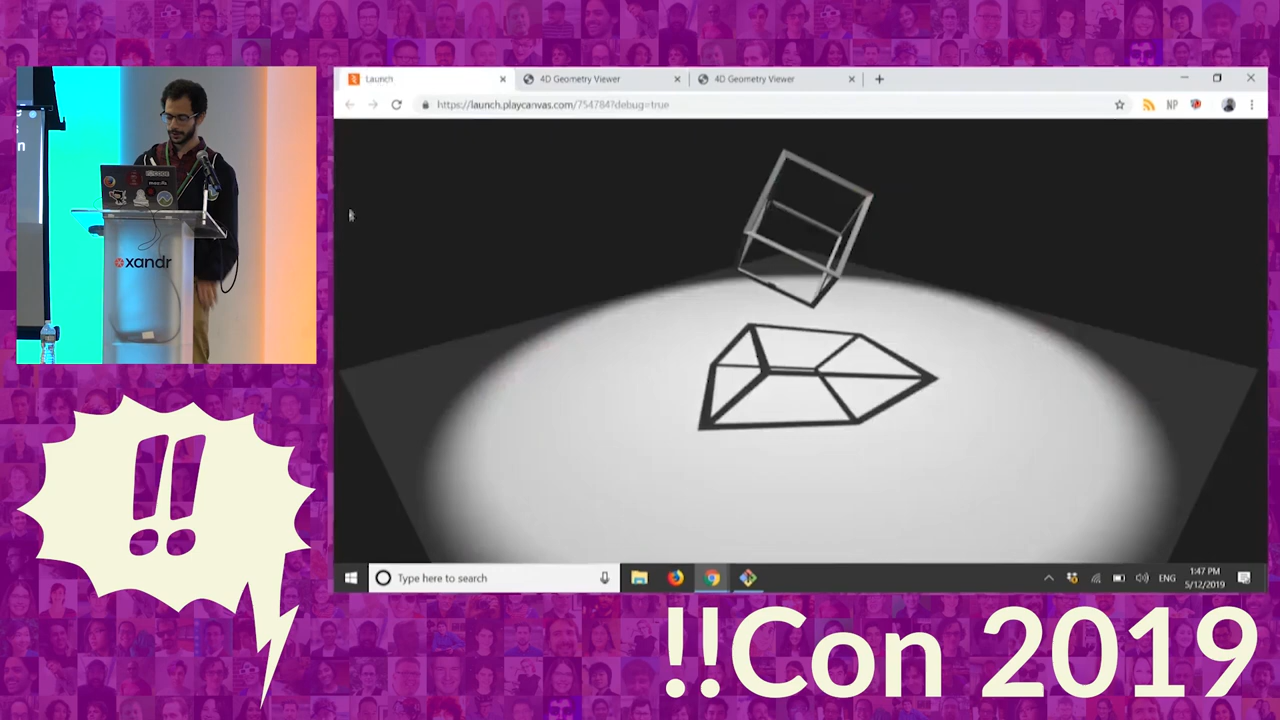 Launch
4D Geometry Viewer
4D Geometry Viewer
https://launch.playcanvas.com/754784?debug=true
NP
s
n
xandr
!!
Type here to search
ENG
1:47 PM
5/12/2019
!!Con 2019